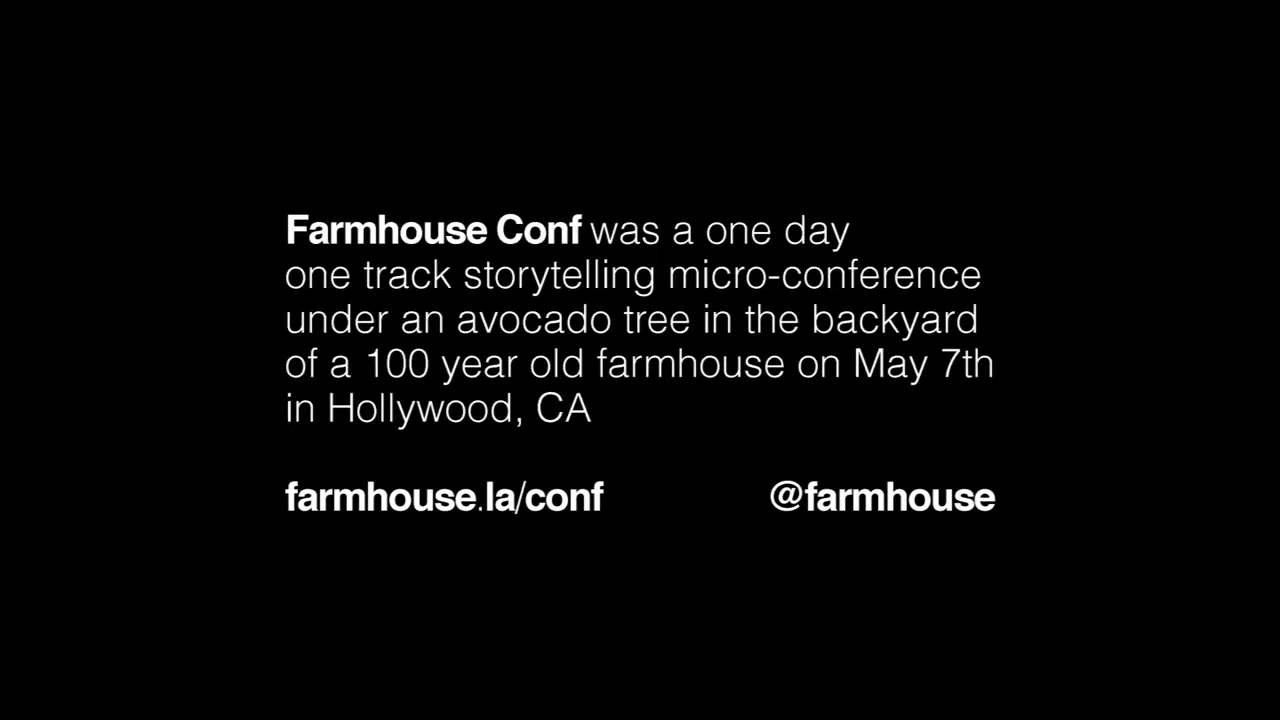 Farmhouse Conf was a one day
one track storytelling micro-conference
under an avocado tree in the backyard
of a 100 year old farmhouse on May 7th
in Hollywood, CA
farmhouse.la/conf @farmhouse